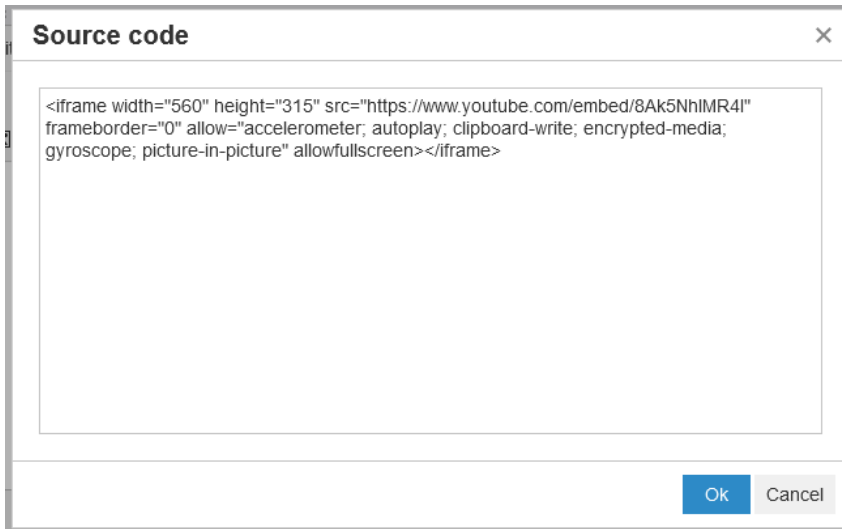 Source code
<iframe width="560" height="315" src="https://www.youtube.com/embed/8Ak5NhlMR4I"
frameborder="0" allow="accelerometer; autoplay; clipboard-write; encrypted-media;
gyroscope; picture-in-picture" allowfullscreen></iframe>
Ok Cancel